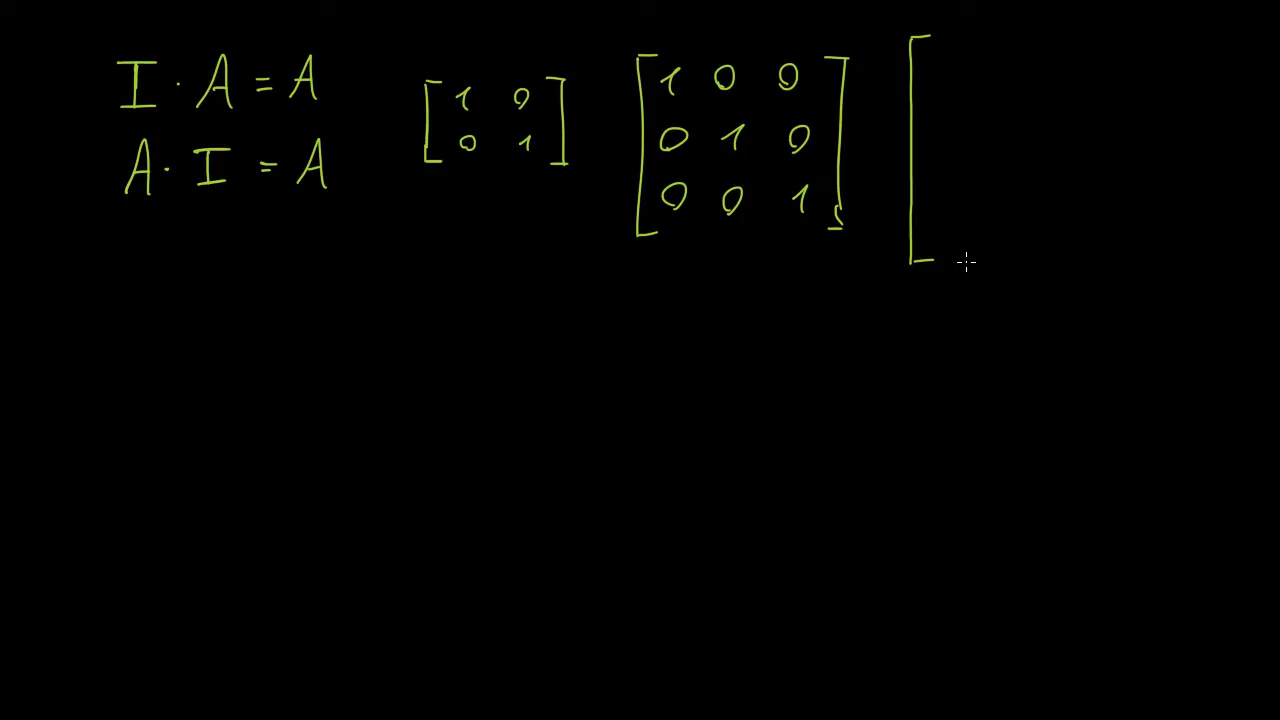 I · A = A
A · I = A
[1 0
0 1]
[1 0 0
0 1 0
0 0 1]
[